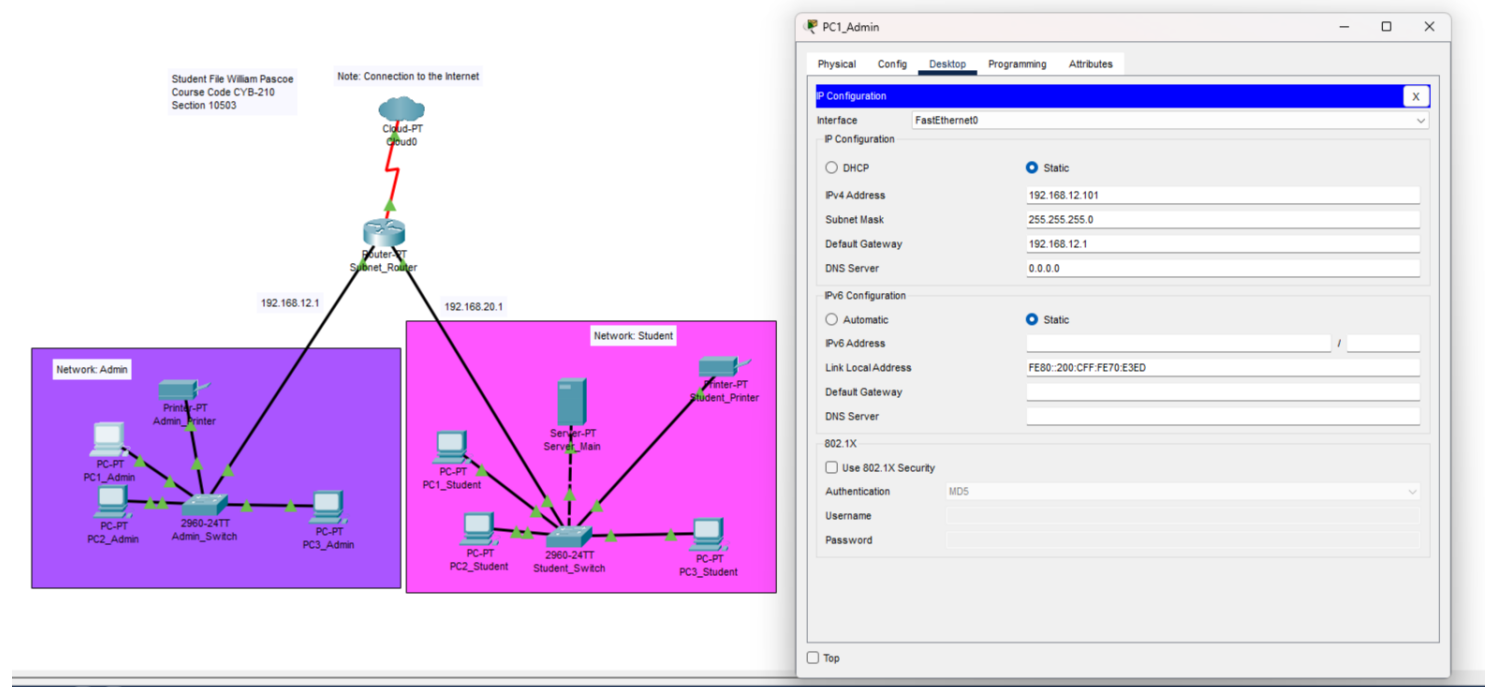 Student File William Pascoe
Course Code CYB-210
Section 10503
Note: Connection to the Internet
Cloud-PT
Cloud0
Router-PT
Subnet_Router
192.168.12.1
192.168.20.1
Network: Admin
Printer-PT
Admin_Printer
PC-PT
PC1_Admin
PC-PT
PC2_Admin
2960-24TT
Admin_Switch
PC-PT
PC3_Admin
Network: Student
Printer-PT
Student_Printer
Server-PT
Server_Main
PC-PT
PC1_Student
PC-PT
PC2_Student
2960-24TT
Student_Switch
PC-PT
PC3_Student
PC1_Admin
Physical Config Desktop Programming Attributes
IP Configuration X
Interface FastEthernet0
IP Configuration
DHCP Static
IPv4 Address 192.168.12.101
Subnet Mask 255.255.255.0
Default Gateway 192.168.12.1
DNS Server 0.0.0.0
IPv6 Configuration
Automatic Static
IPv6 Address /
Link Local Address FE80::200:CFF:FE70:E3ED
Default Gateway
DNS Server
802.1X
Use 802.1X Security
Authentication MD5
Username
Password
Top